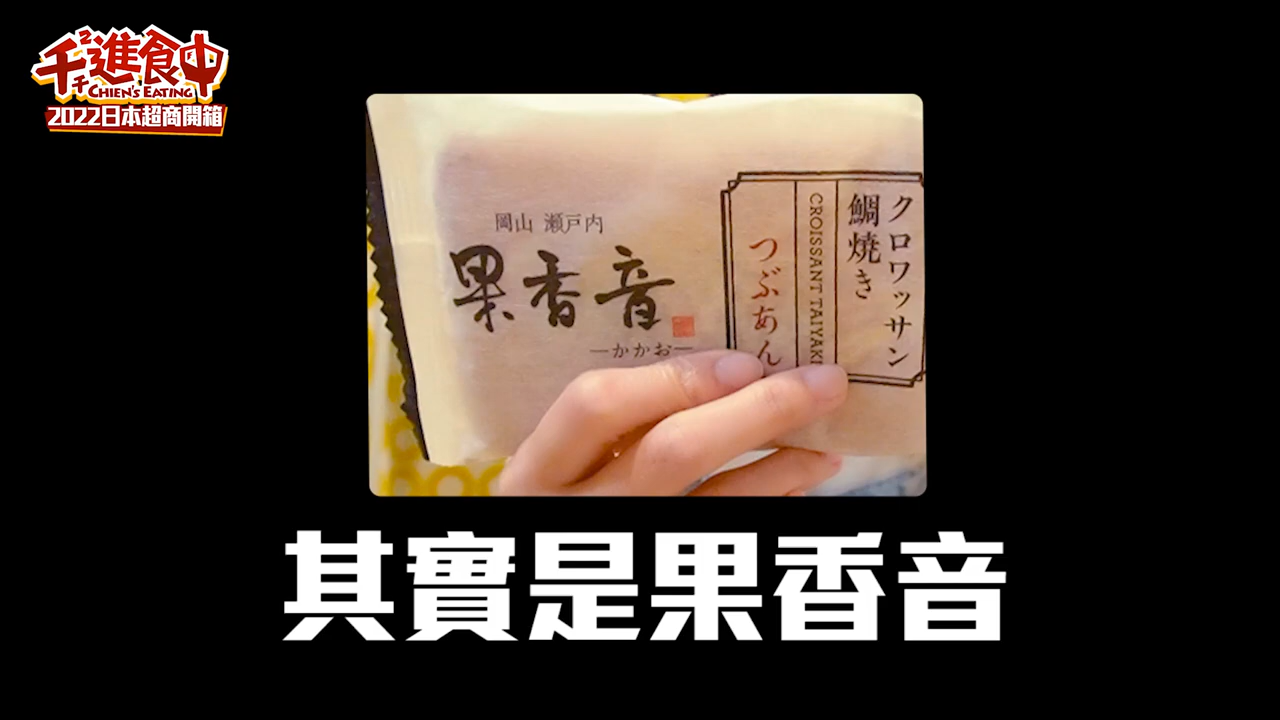 千千進食中
CHIEN'S EATING
2022日本超商開箱
岡山 瀬戸内
果香音
―かかお―
クロワッサン
鯛焼き
CROISSANT TAIYAKI
つぶあん
其實是果香音